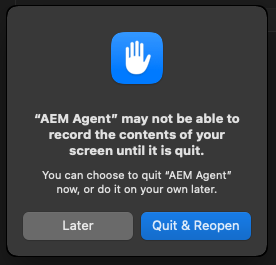 “AEM Agent” may not be able to
record the contents of your
screen until it is quit.
You can choose to quit “AEM Agent”
now, or do it on your own later.
Later
Quit & Reopen